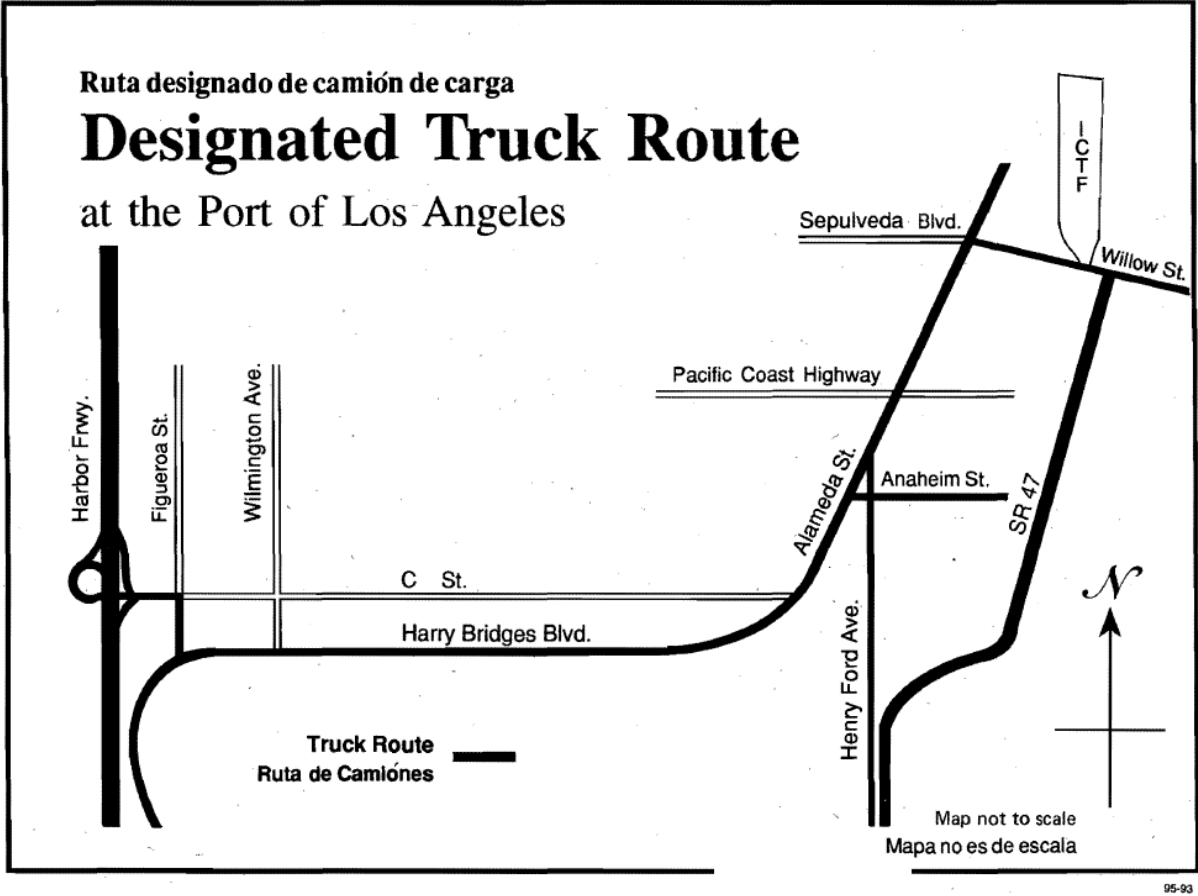 Ruta designado de camión de carga
Designated Truck Route
at the Port of Los Angeles
ICTF
Sepulveda Blvd.
Willow St.
Pacific Coast Highway
Harbor Frwy.
Figueroa St.
Wilmington Ave.
Alameda St.
Anaheim St.
SR 47
C St.
N
Harry Bridges Blvd.
Henry Ford Ave.
Truck Route
Ruta de Camiónes
Map not to scale
Mapa no es de escala
95-93